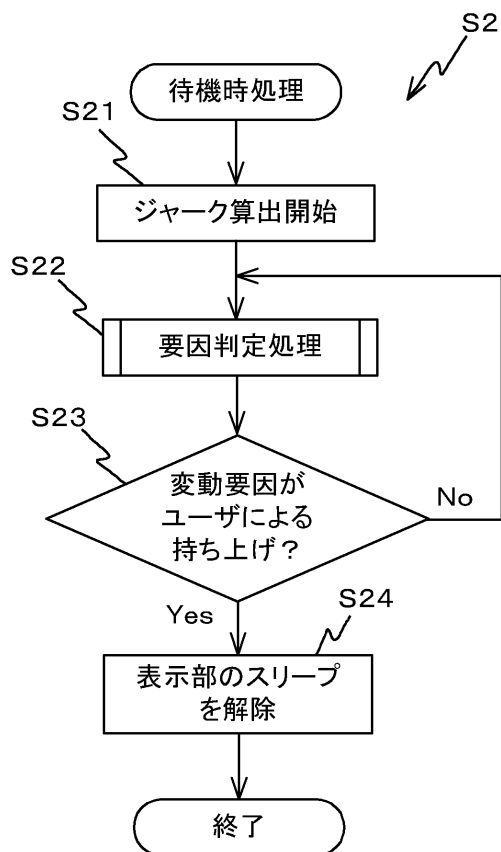 S2
待機時処理
S21
ジャーク算出開始
S22
要因判定処理
S23
変動要因が
ユーザによる
持ち上げ？
No
Yes
S24
表示部のスリープ
を解除
終了